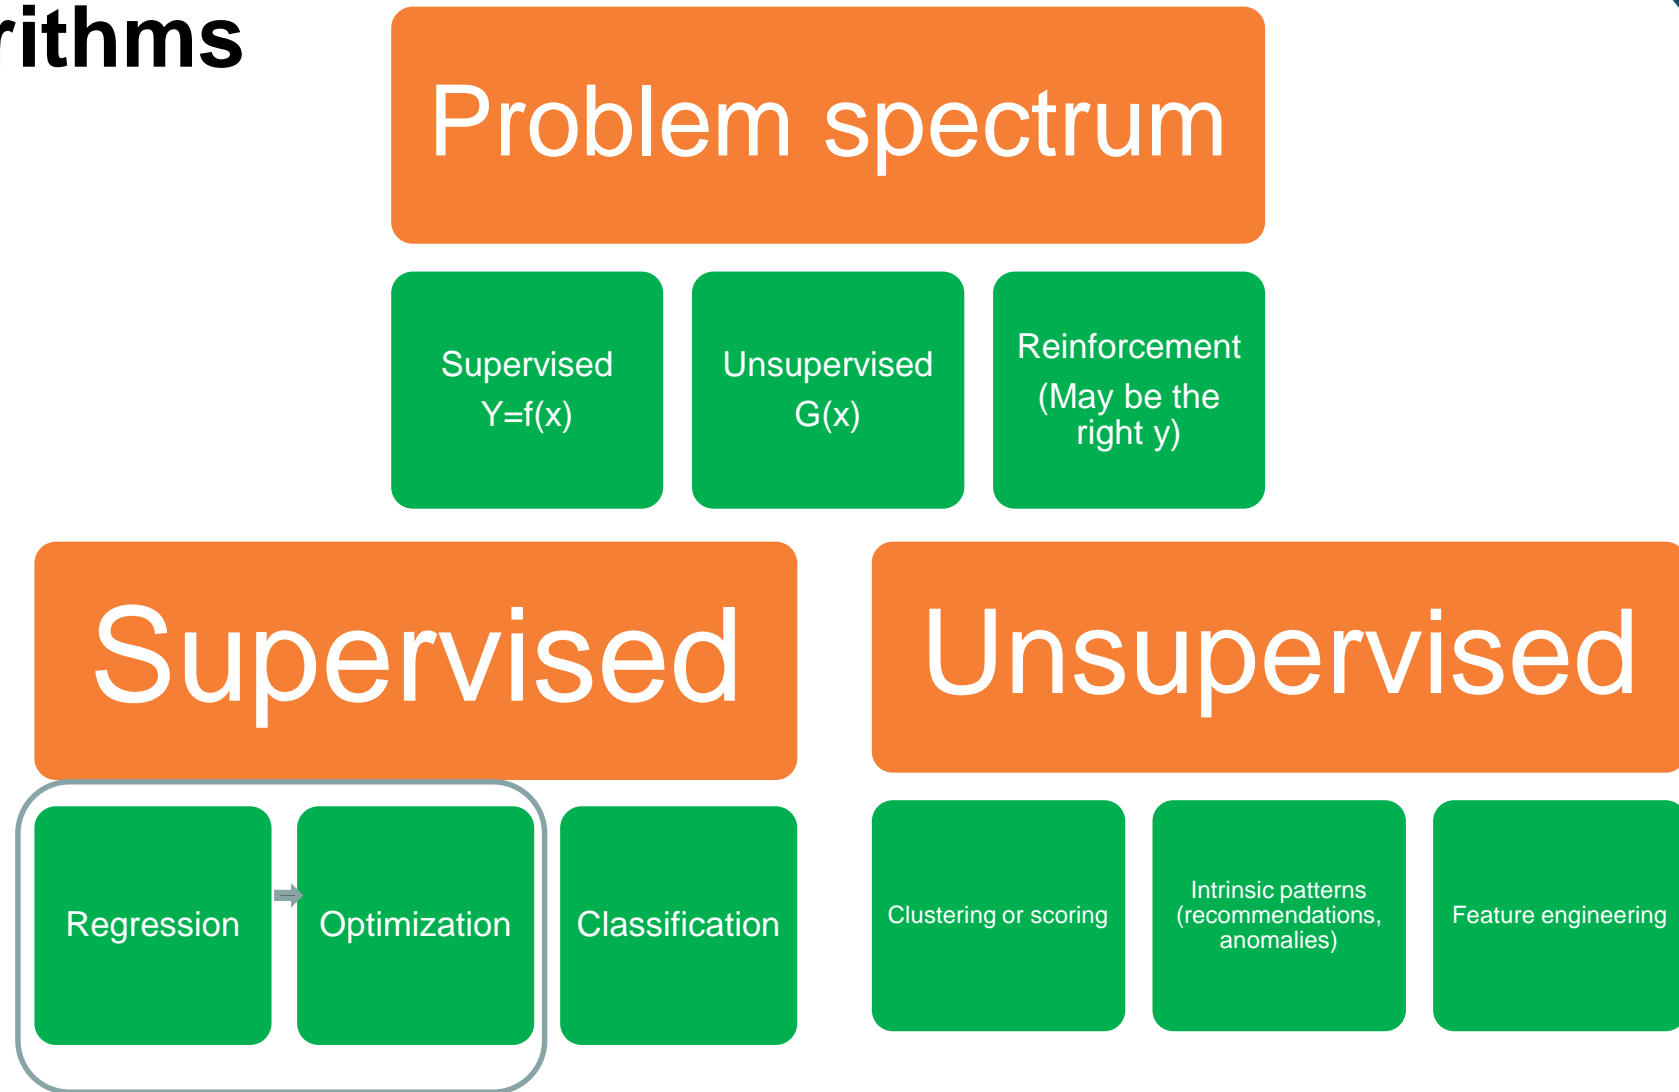 rithms
Problem spectrum
Supervised
Y=f(x)
Unsupervised
G(x)
Reinforcement
(May be the
right y)
Supervised
Unsupervised
Regression
Optimization
Classification
Clustering or scoring
Intrinsic patterns
(recommendations,
anomalies)
Feature engineering